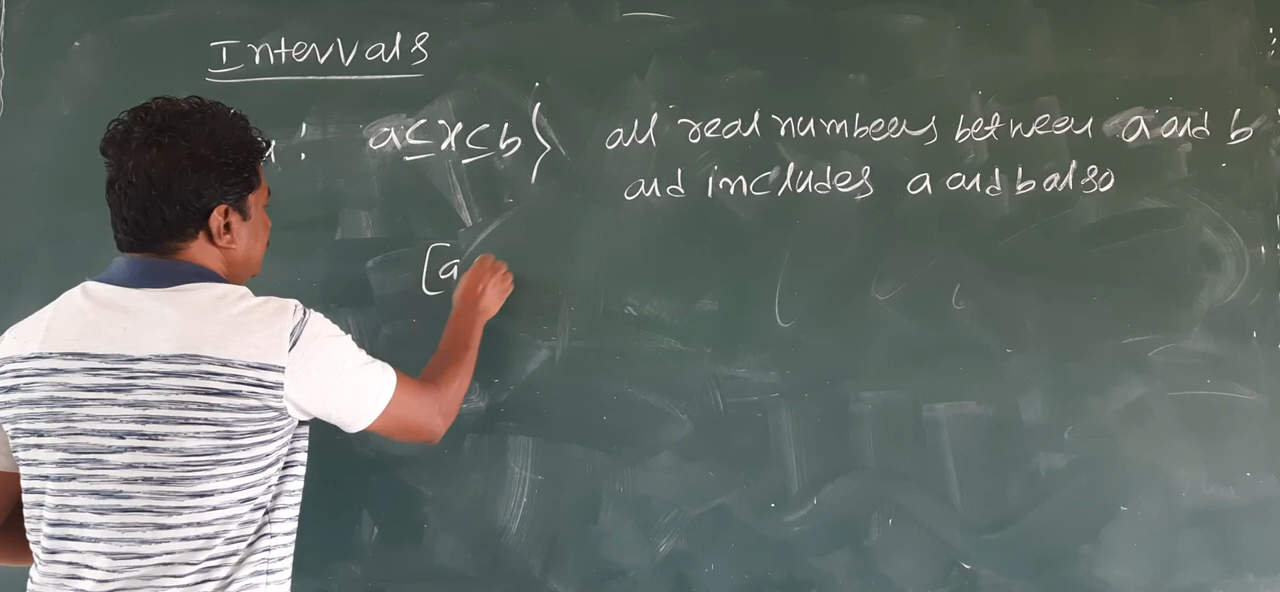 Intervals
: a≤x≤b} all real numbers between a and b
and includes a and b also
[a